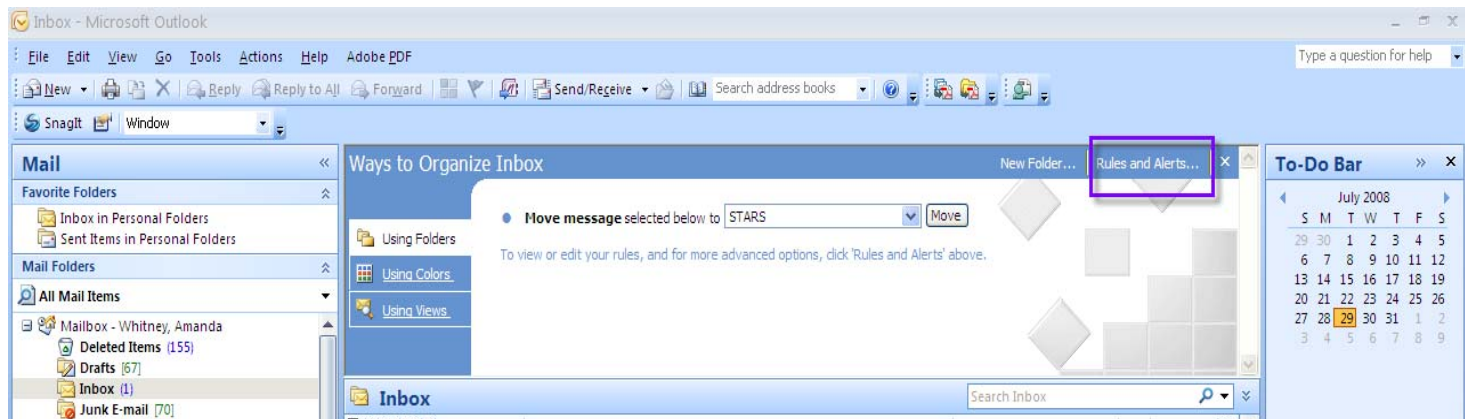 Inbox - Microsoft Outlook
File Edit View Go Tools Actions Help Adobe PDF
Type a question for help
New Reply Reply to All Forward Send/Receive Search address books
SnagIt Window
Mail «
Favorite Folders
Inbox in Personal Folders
Sent Items in Personal Folders
Mail Folders
All Mail Items
Mailbox - Whitney, Amanda
Deleted Items (155)
Drafts [67]
Inbox (1)
Junk E-mail [70]
Ways to Organize Inbox
New Folder... Rules and Alerts... ×
Using Folders
Using Colors
Using Views
Move message selected below to STARS Move
To view or edit your rules, and for more advanced options, click 'Rules and Alerts' above.
Inbox
Search Inbox
To-Do Bar » ×
July 2008
S M T W T F S
29 30 1 2 3 4 5
6 7 8 9 10 11 12
13 14 15 16 17 18 19
20 21 22 23 24 25 26
27 28 29 30 31 1 2
3 4 5 6 7 8 9